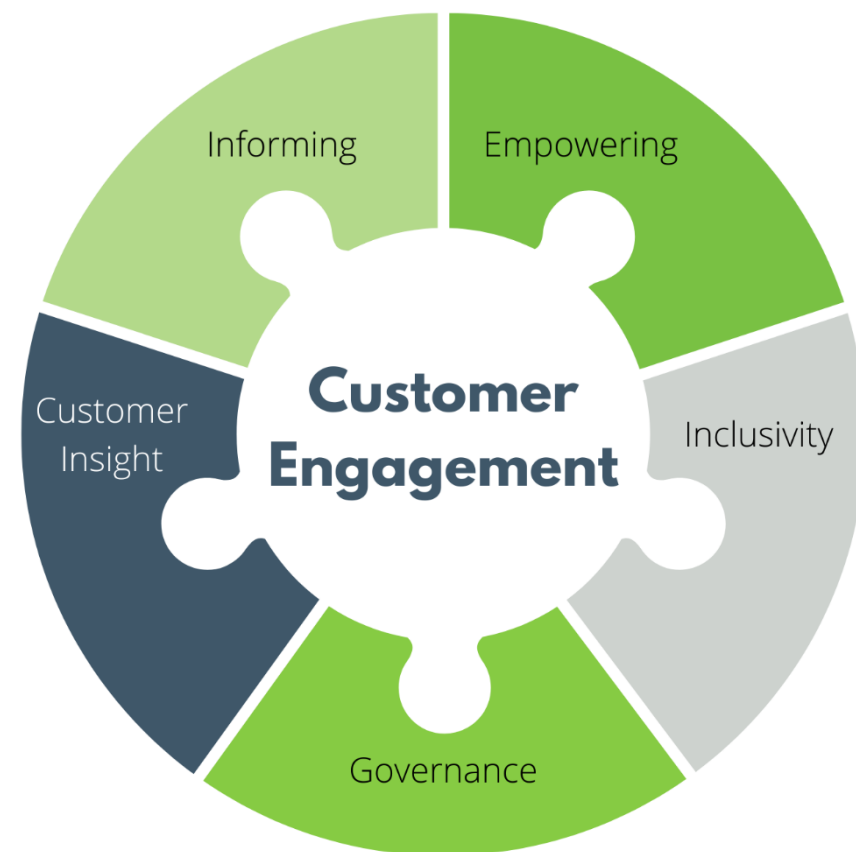 Informing
Empowering
Customer
Insight
Customer
Engagement
Inclusivity
Governance